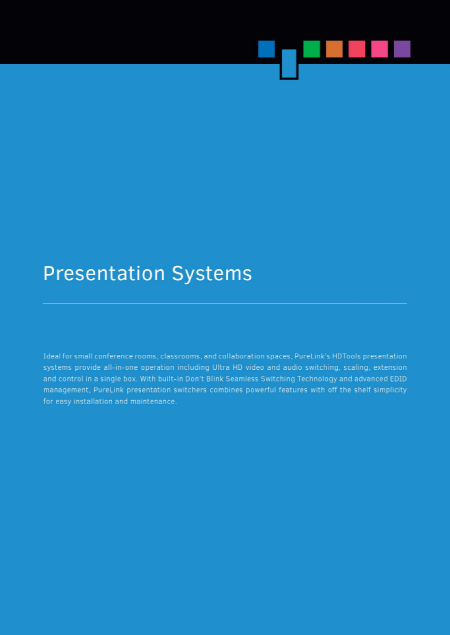 Presentation Systems
Ideal for small conference rooms, classrooms, and collaboration spaces, PureLink's HDTools presentation
systems provide all-in-one operation including Ultra HD video and audio switching, scaling, extension
and control in a single box. With built-in Don't Blink Seamless Switching Technology and advanced EDID
management, PureLink presentation switchers combines powerful features with off the shelf simplicity
for easy installation and maintenance.